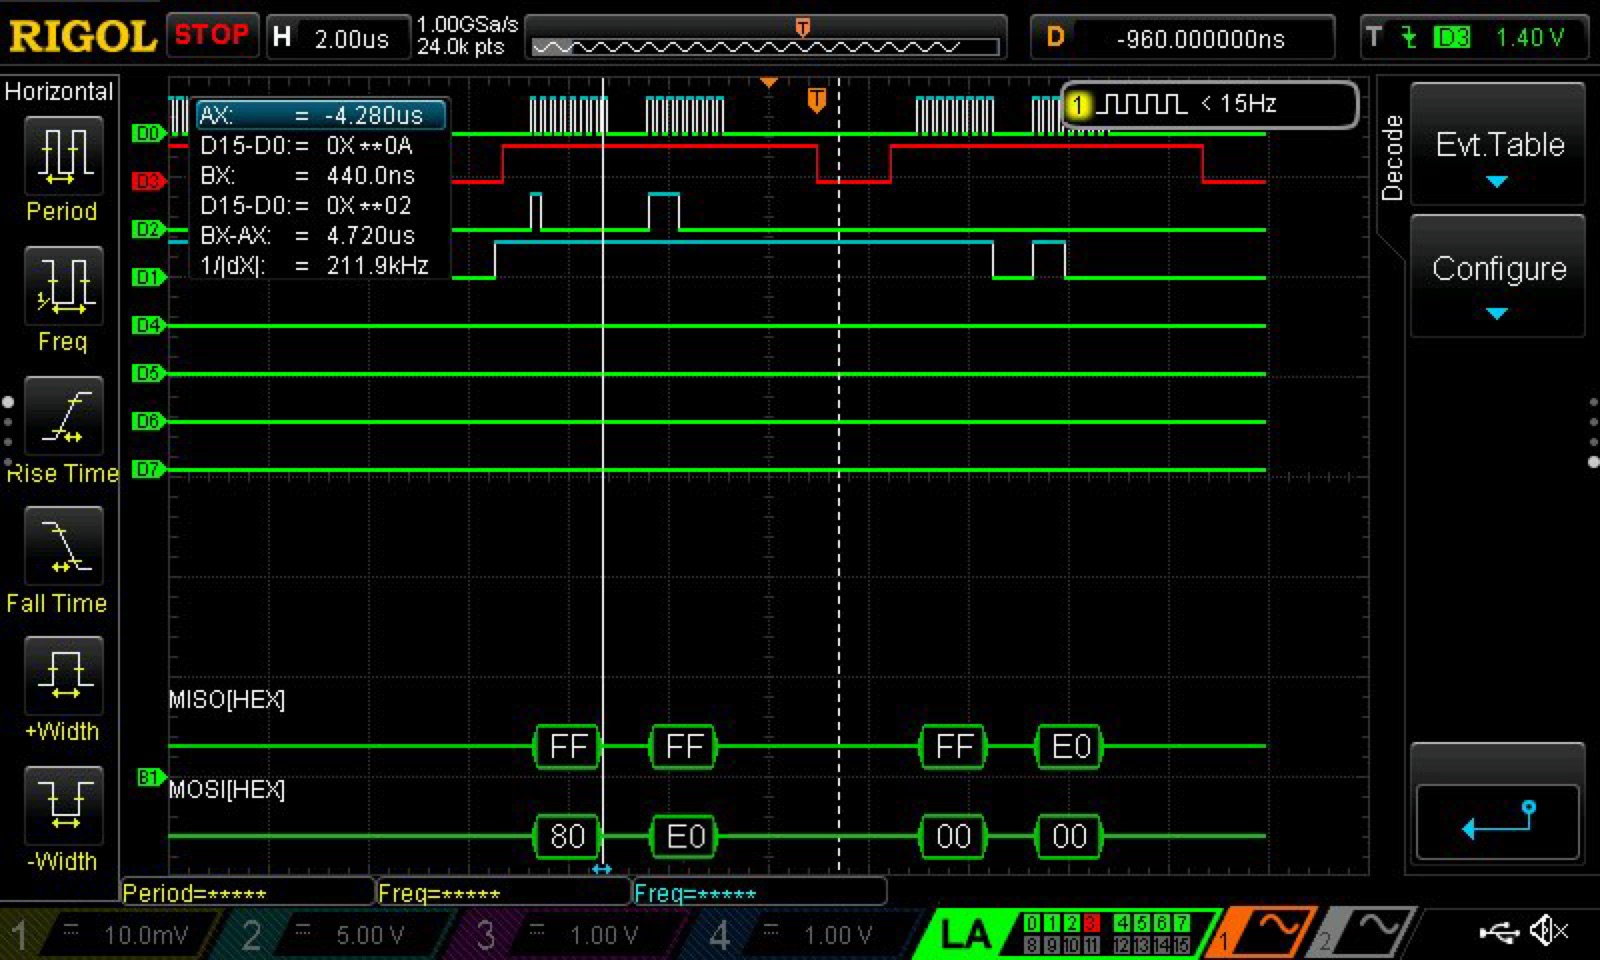 RIGOL STOP H 2.00us 1.00GSa/s 24.0k pts T D -960.000000ns T D3 1.40 V
Horizontal
Period
Freq
Rise Time
Fall Time
+Width
-Width
AX: = -4.280us
D15-D0:= 0X**0A
BX: = 440.0ns
D15-D0:= 0X**02
BX-AX: = 4.720us
1/|dX|: = 211.9kHz
T
1 < 15Hz
D0
D3
D2
D1
D4
D5
D6
D7
MISO[HEX]
FF FF FF E0
B1
MOSI[HEX]
80 E0 00 00
Decode
Evt.Table
Configure
Period=***** Freq=***** Freq=*****
1 = 10.0mV 2 = 5.00 V 3 = 1.00 V 4 = 1.00 V LA 0 1 2 3 4 5 6 7 1 2
8 9 10 11 12 13 14 15